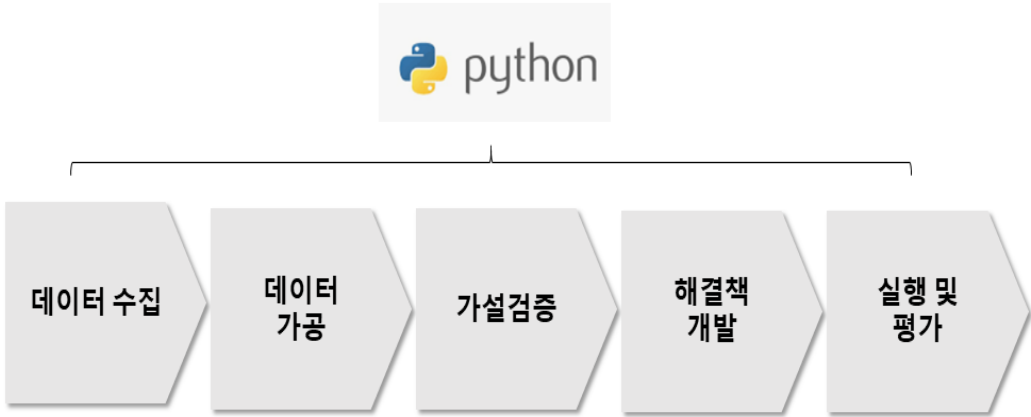 python
데이터 수집
데이터
가공
가설검증
해결책
개발
실행 및
평가